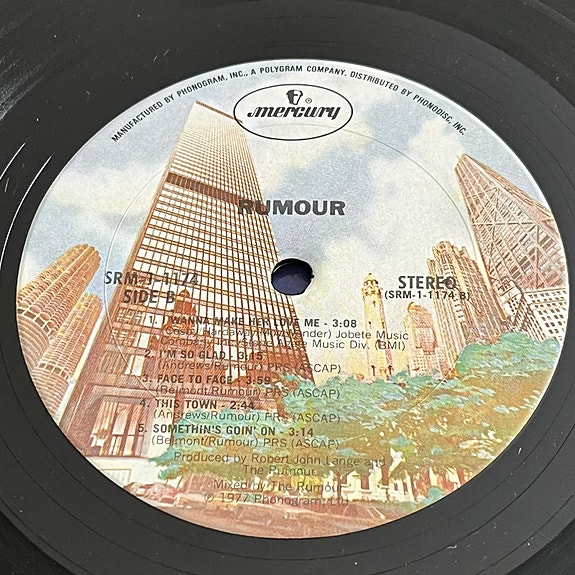 MANUFACTURED BY PHONOGRAM, INC., A POLYGRAM COMPANY. DISTRIBUTED BY PHONODISC, INC.
mercury ®
RUMOUR
SRM-1-1174
SIDE B
STEREO
(SRM-1-1174 B)
1. I WANNA MAKE HER LOVE ME - 3:08
Jobete Music
Music Div. (BMI)
2. I'M SO GLAD - 3:15
(Andrews/Rumour) PRS (ASCAP)
3. FACE TO FACE - 3:59
(Belmont/Rumour) PRS (ASCAP)
4. THIS TOWN - 2:44
(Andrews/Rumour) PRS (ASCAP)
5. SOMETHIN'S GOIN' ON - 3:14
(Belmont/Rumour) PRS (ASCAP)
Produced by Robert John Lange and
The Rumour
Mixed by The Rumour
℗ 1977 Phonogram, Ltd.